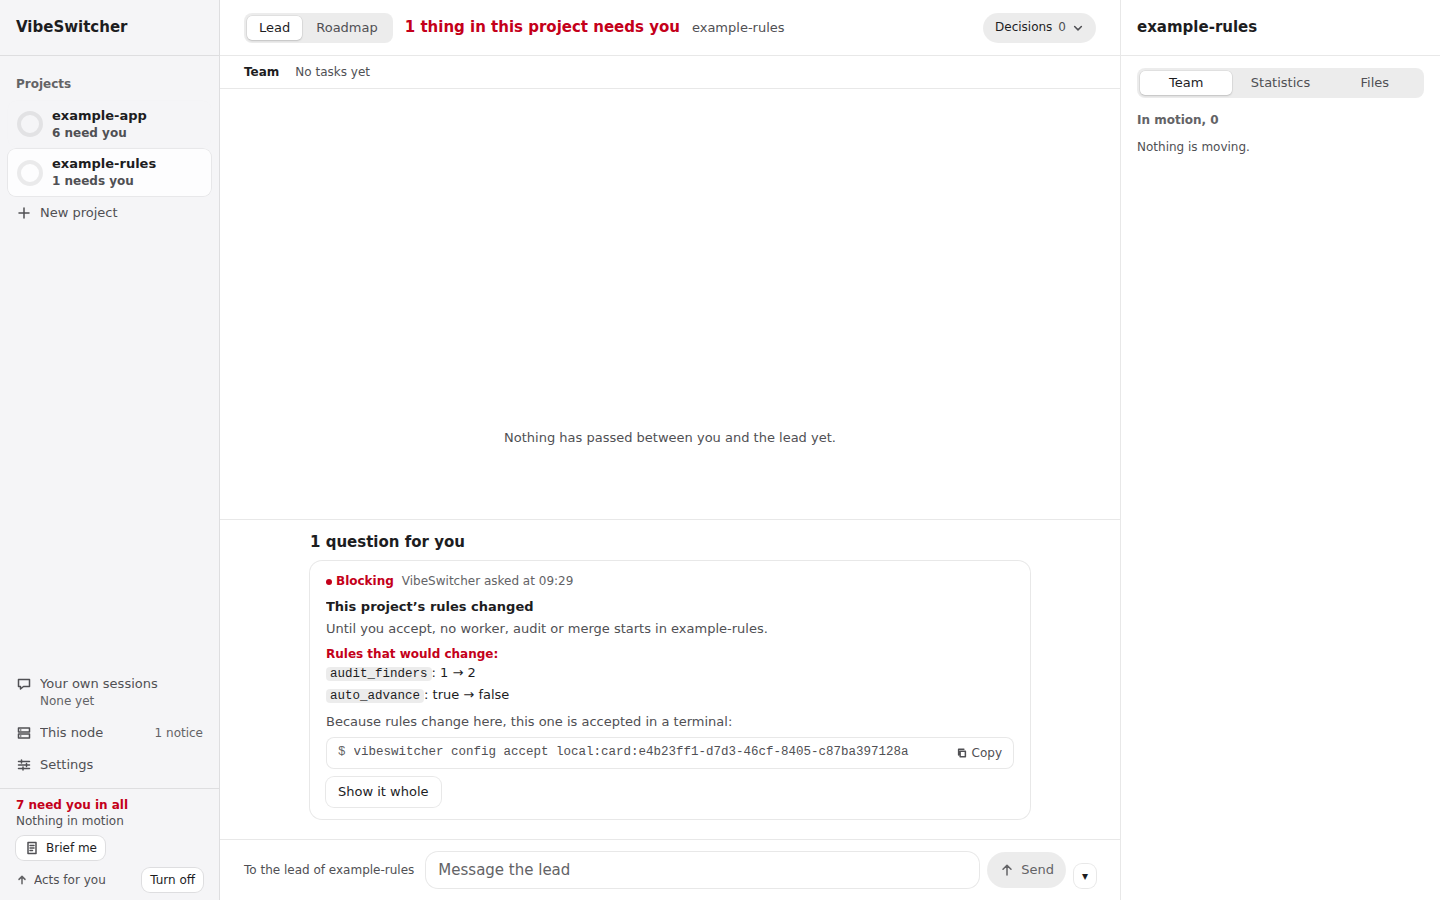 VibeSwitcher
Projects
example-app
6 need you
example-rules
1 needs you
New project
Your own sessions
None yet
This node
1 notice
Settings
7 need you in all
Nothing in motion
Brief me
Acts for you
Turn off
Lead
Roadmap
1 thing in this project needs you
example-rules
Decisions 0
Team
No tasks yet
Nothing has passed between you and the lead yet.
1 question for you
Blocking VibeSwitcher asked at 09:29
This project’s rules changed
Until you accept, no worker, audit or merge starts in example-rules.
Rules that would change:
audit_finders: 1 → 2
auto_advance: true → false
Because rules change here, this one is accepted in a terminal:
$ vibeswitcher config accept local:card:e4b23ff1-d7d3-46cf-8405-c87ba397128a
Copy
Show it whole
To the lead of example-rules
Message the lead
Send
example-rules
Team
Statistics
Files
In motion, 0
Nothing is moving.